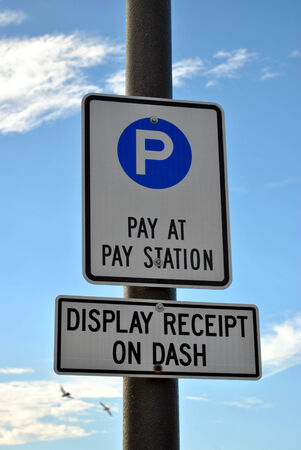 P
PAY AT
PAY STATION
DISPLAY RECEIPT
ON DASH